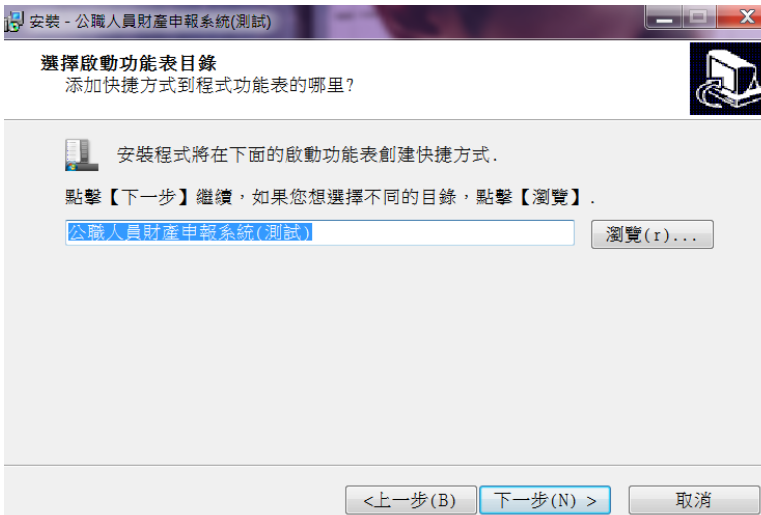 安裝 - 公職人員財產申報系統(測試)
選擇啟動功能表目錄
添加快捷方式到程式功能表的哪里?
安裝程式將在下面的啟動功能表創建快捷方式.
點擊【下一步】繼續，如果您想選擇不同的目錄，點擊【瀏覽】.
公職人員財產申報系統(測試)
瀏覽(r)...
<上一步(B)
下一步(N) >
取消